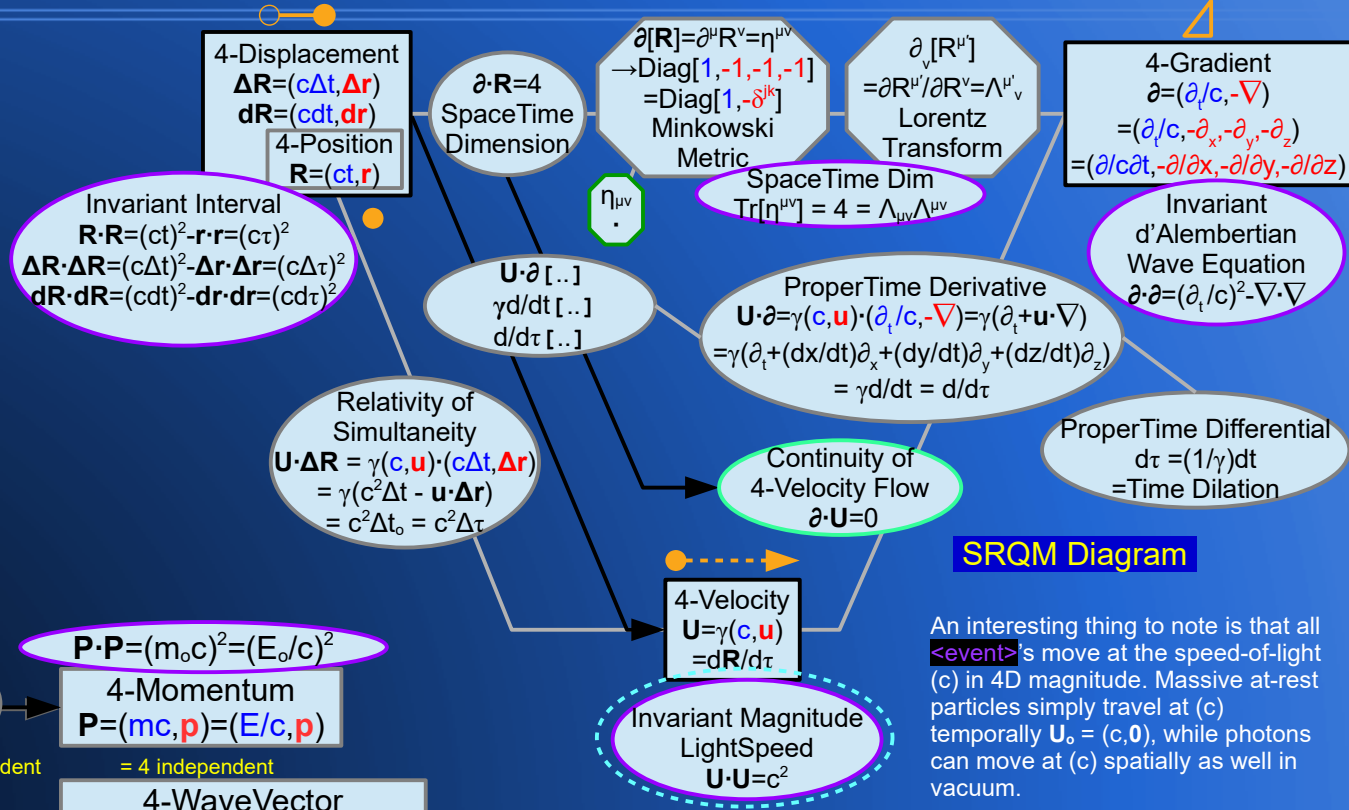 4-Displacement
ΔR=(cΔt,Δr)
dR=(cdt,dr)
4-Position
R=(ct,r)
Invariant Interval
R·R=(ct)²-r·r=(cτ)²
ΔR·ΔR=(cΔt)²-Δr·Δr=(cΔτ)²
dR·dR=(cdt)²-dr·dr=(cdτ)²
∂·R=4
SpaceTime
Dimension
∂[R]=∂^μR^ν=η^μν
→Diag[1,-1,-1,-1]
=Diag[1,-δ^jk]
Minkowski
Metric
η_μν
·
∂_ν[R^μ']
=∂R^μ'/∂R^ν=Λ^μ'_ν
Lorentz
Transform
SpaceTime Dim
Tr[η^μν] = 4 = Λ_μνΛ^μν
4-Gradient
∂=(∂_t/c,-∇)
=(∂_t/c,-∂_x,-∂_y,-∂_z)
=(∂/c∂t,-∂/∂x,-∂/∂y,-∂/∂z)
Invariant
d'Alembertian
Wave Equation
∂·∂=(∂_t/c)²-∇·∇
U·∂[..]
γd/dt [..]
d/dτ [..]
ProperTime Derivative
U·∂=γ(c,u)·(∂_t/c,-∇)=γ(∂_t+u·∇)
=γ(∂_t+(dx/dt)∂_x+(dy/dt)∂_y+(dz/dt)∂_z)
= γd/dt = d/dτ
ProperTime Differential
dτ =(1/γ)dt
=Time Dilation
Relativity of
Simultaneity
U·ΔR = γ(c,u)·(cΔt,Δr)
= γ(c²Δt - u·Δr)
= c²Δt_o = c²Δτ
Continuity of
4-Velocity Flow
∂·U=0
SRQM Diagram
4-Velocity
U=γ(c,u)
=dR/dτ
Invariant Magnitude
LightSpeed
U·U=c²
An interesting thing to note is that all
<event>'s move at the speed-of-light
(c) in 4D magnitude. Massive at-rest
particles simply travel at (c)
temporally U_o = (c,0), while photons
can move at (c) spatially as well in
vacuum.
P·P=(m_oc)²=(E_o/c)²
4-Momentum
P=(mc,p)=(E/c,p)
dent
= 4 independent
4-WaveVector